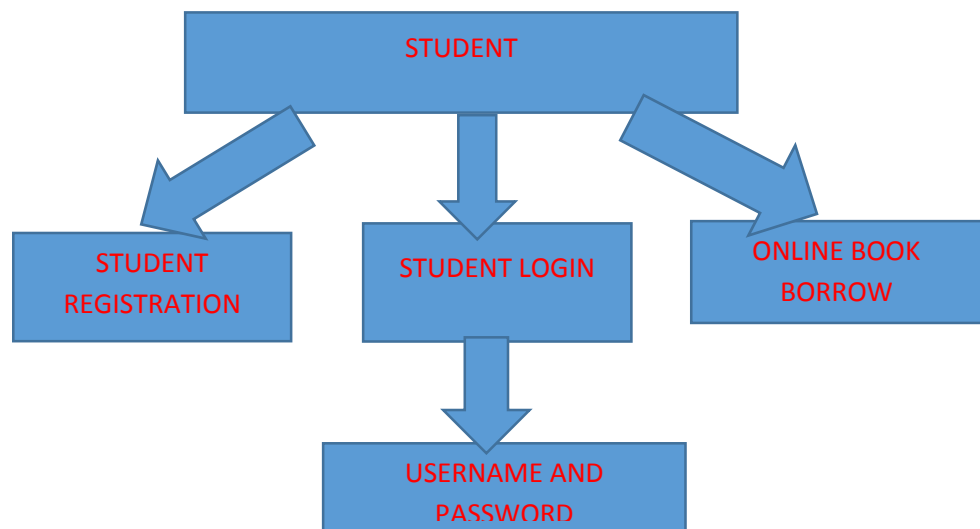 STUDENT
STUDENT
REGISTRATION
STUDENT LOGIN
ONLINE BOOK
BORROW
USERNAME AND
PASSWORD